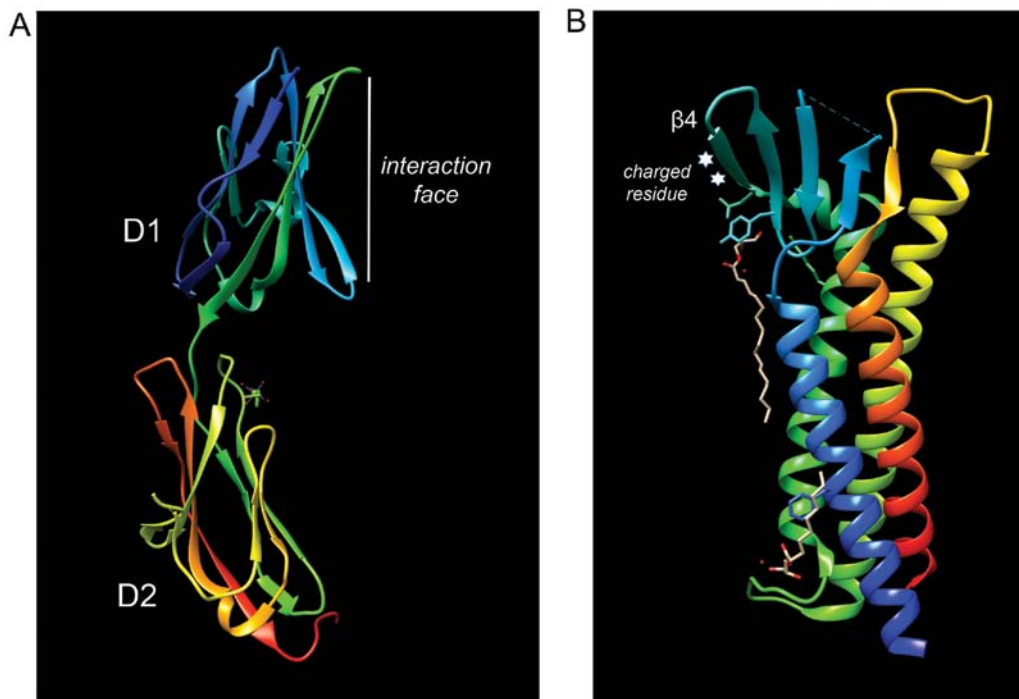 A
B
β4
charged
residue
interaction
face
D1
D2